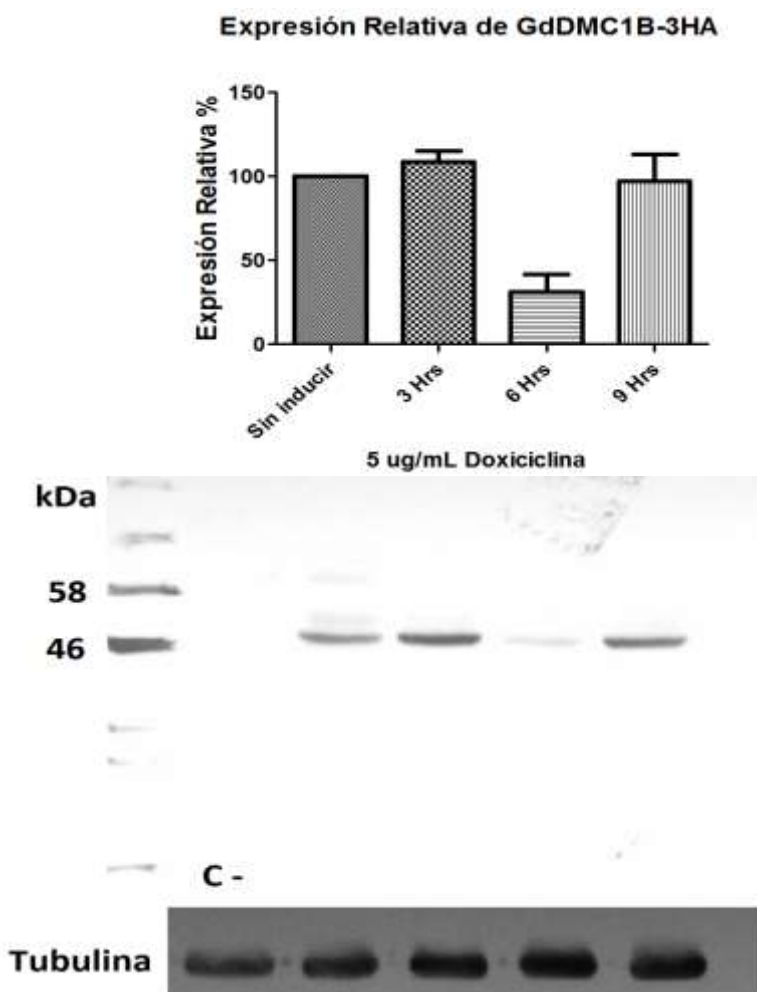 Expresión Relativa de GdDMC1B-3HA
Expresión Relativa %
150
100
50
0
Sin inducir
3 Hrs
6 Hrs
9 Hrs
5 ug/mL Doxiciclina
kDa
58
46
C -
Tubulina